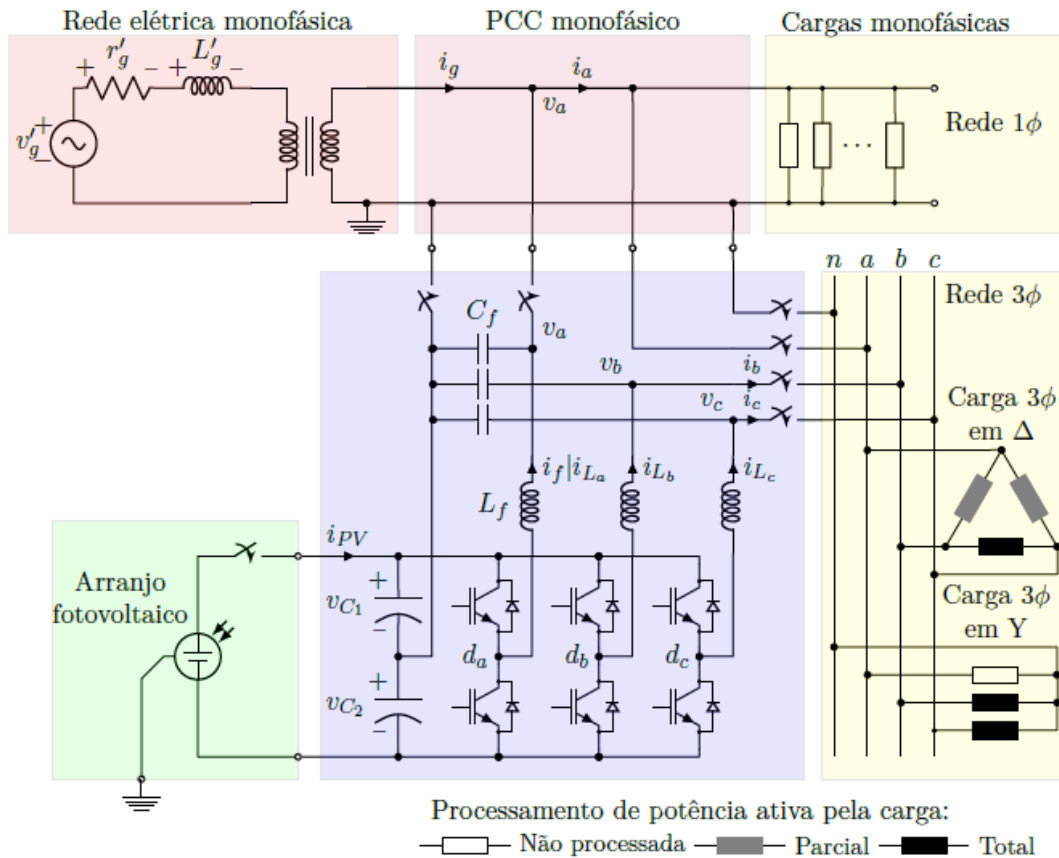 Rede elétrica monofásica
PCC monofásico
Cargas monofásicas
r′g
L′g
+ − + −
ig
ia
va
v′g
+
−
Rede 1ϕ
...
n a b c
Rede 3ϕ
Cf
va
vb
ib
vc
ic
Carga 3ϕ
em Δ
if|iLa
iLb
iLc
Lf
iPV
Arranjo
fotovoltaico
+
vC1
−
Carga 3ϕ
em Y
da
db
dc
+
vC2
−
Processamento de potência ativa pela carga:
Não processada
Parcial
Total